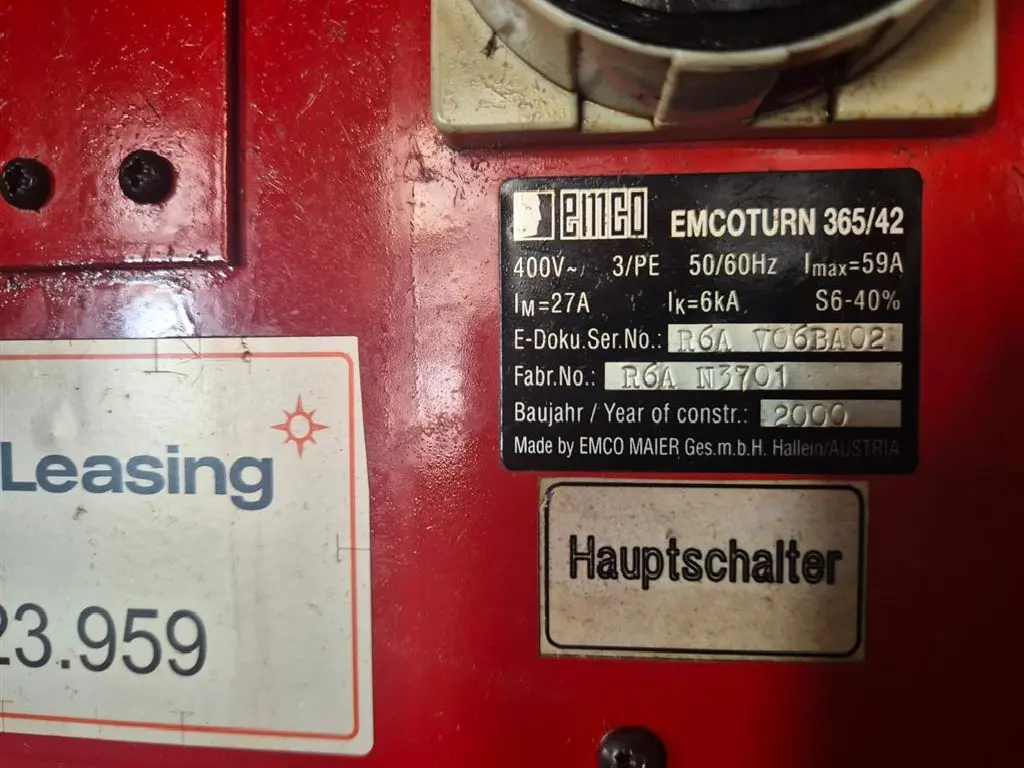 emco EMCOTURN 365/42
400V~ 3/PE 50/60Hz Imax=59A
IM=27A IK=6kA S6-40%
E-Doku.Ser.No.: R6A V06BA02
Fabr.No.: R6A N3701
Baujahr / Year of constr.: 2000
Made by EMCO MAIER Ges.m.b.H. Hallein/AUSTRIA
Hauptschalter
Leasing
23.959